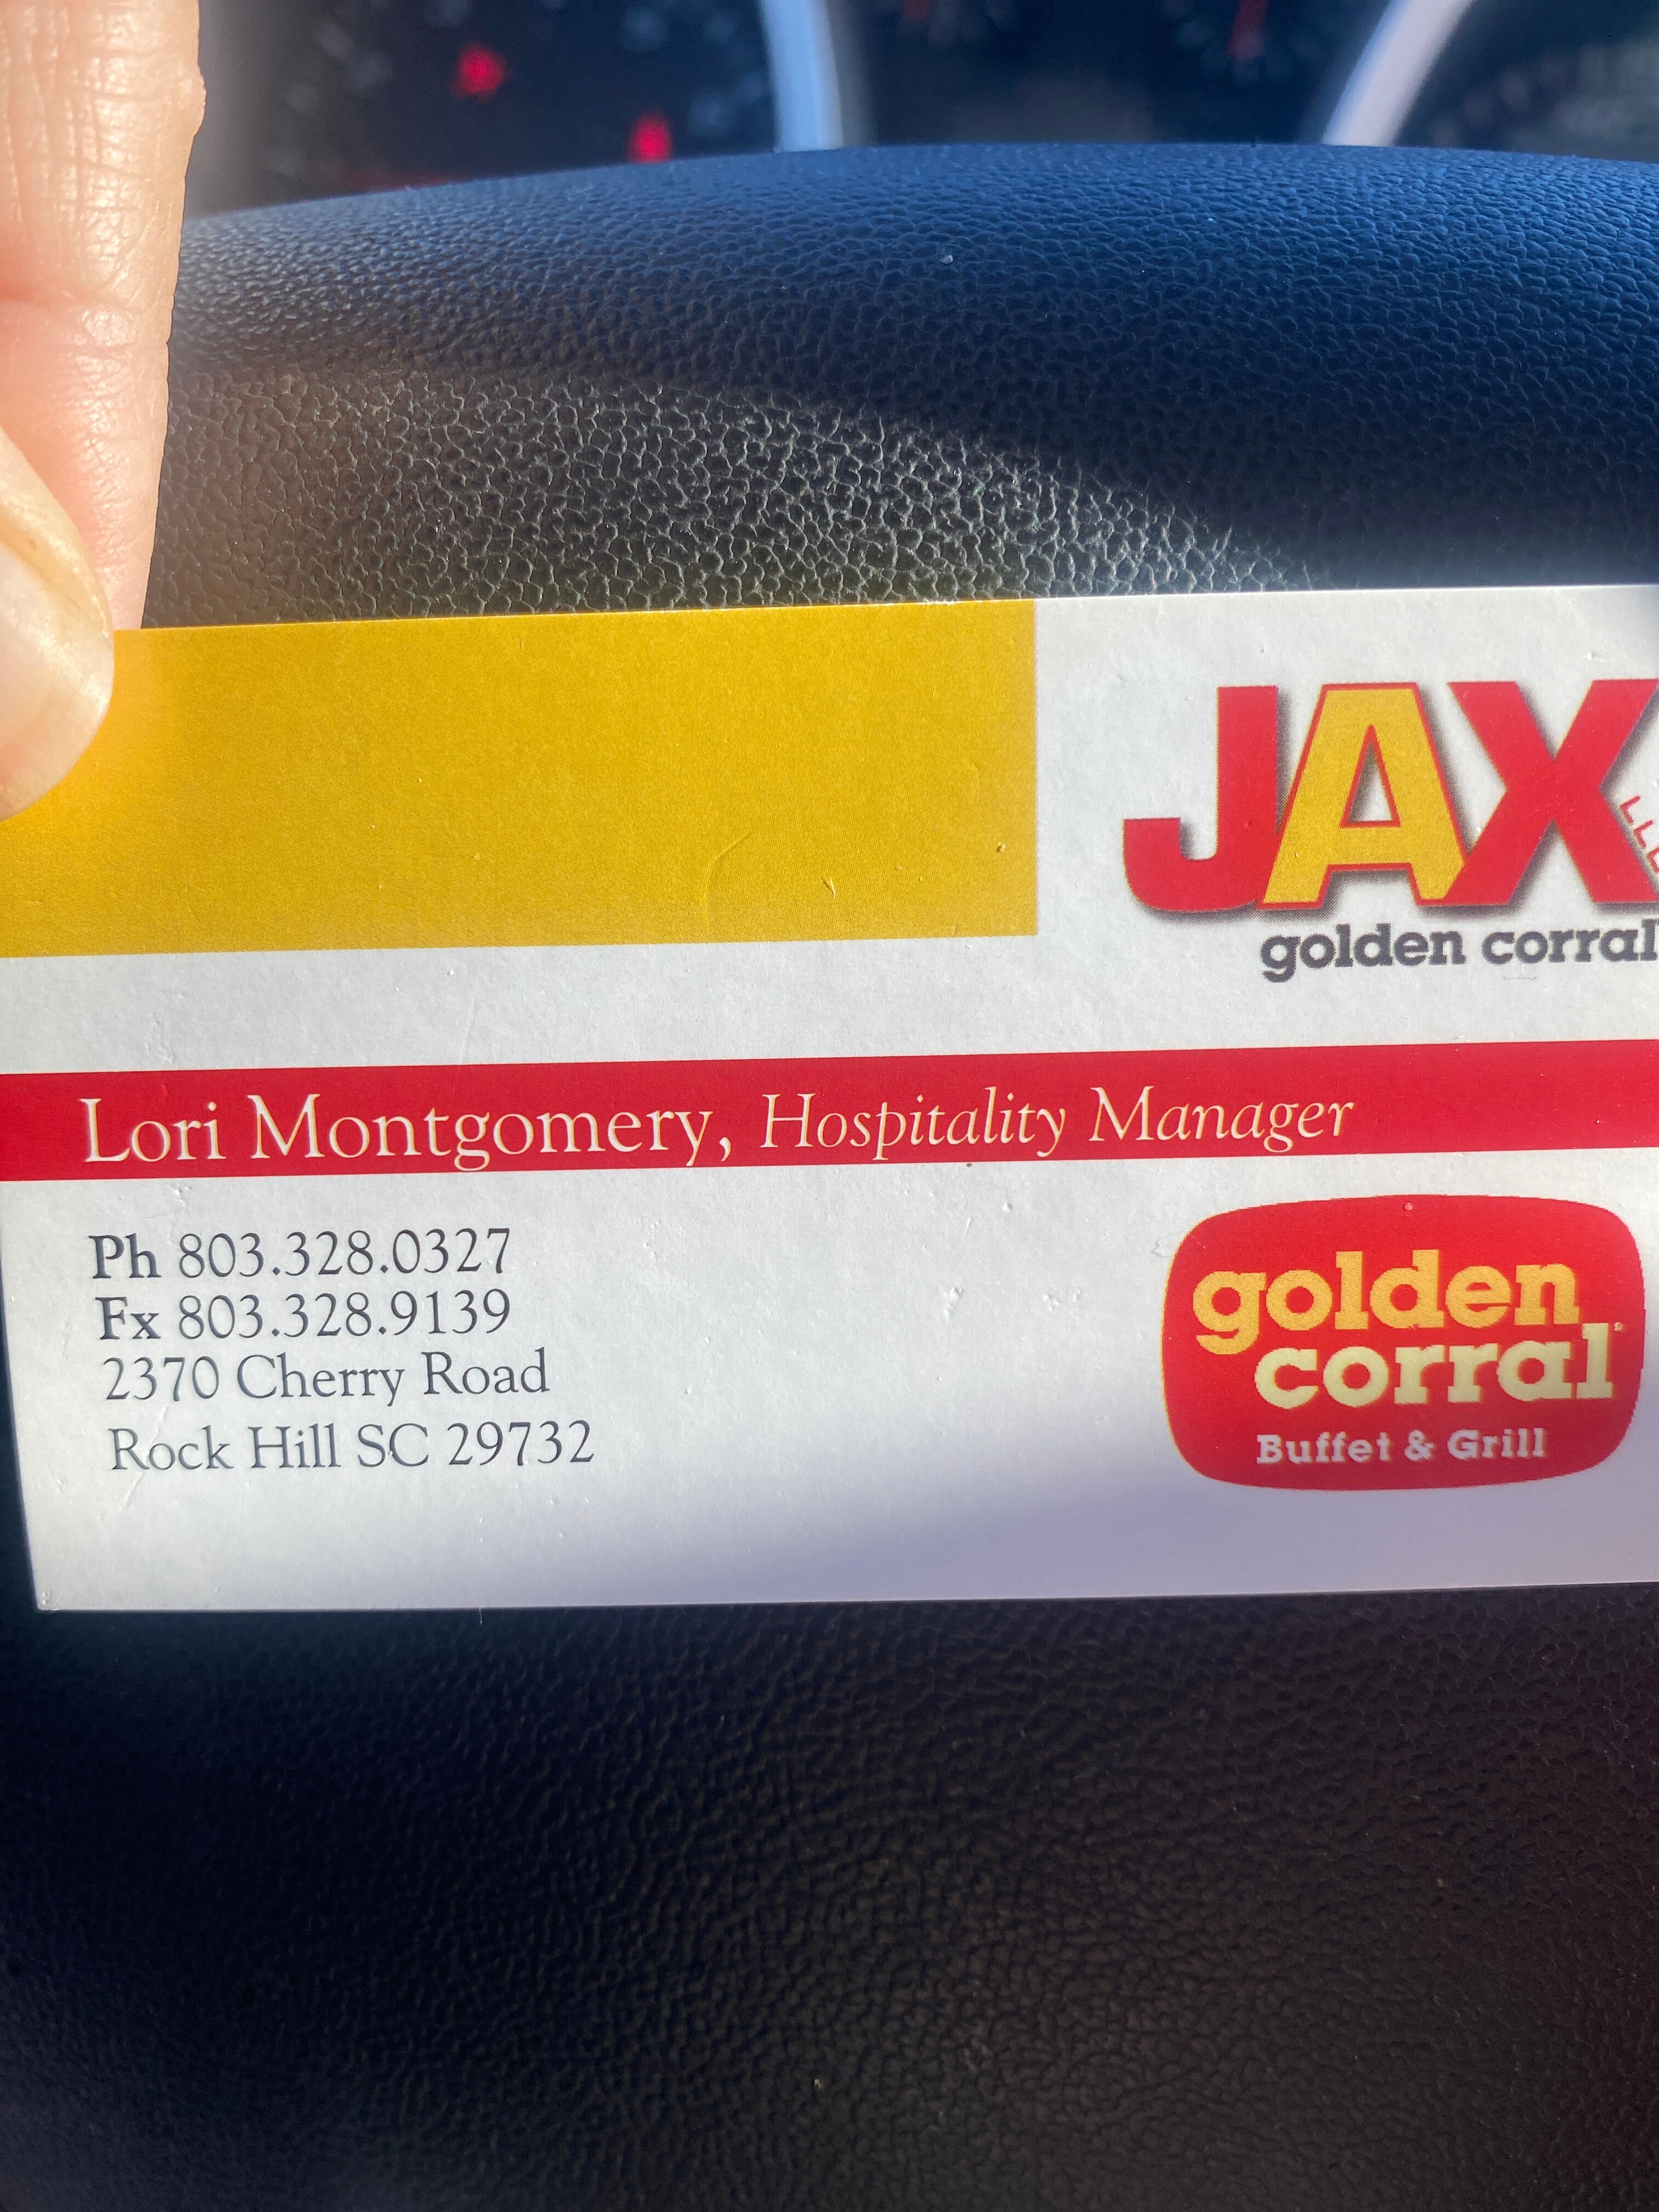 JAX LLC
golden corral
Lori Montgomery, Hospitality Manager
Ph 803.328.0327
Fx 803.328.9139
2370 Cherry Road
Rock Hill SC 29732
golden
corral
Buffet & Grill